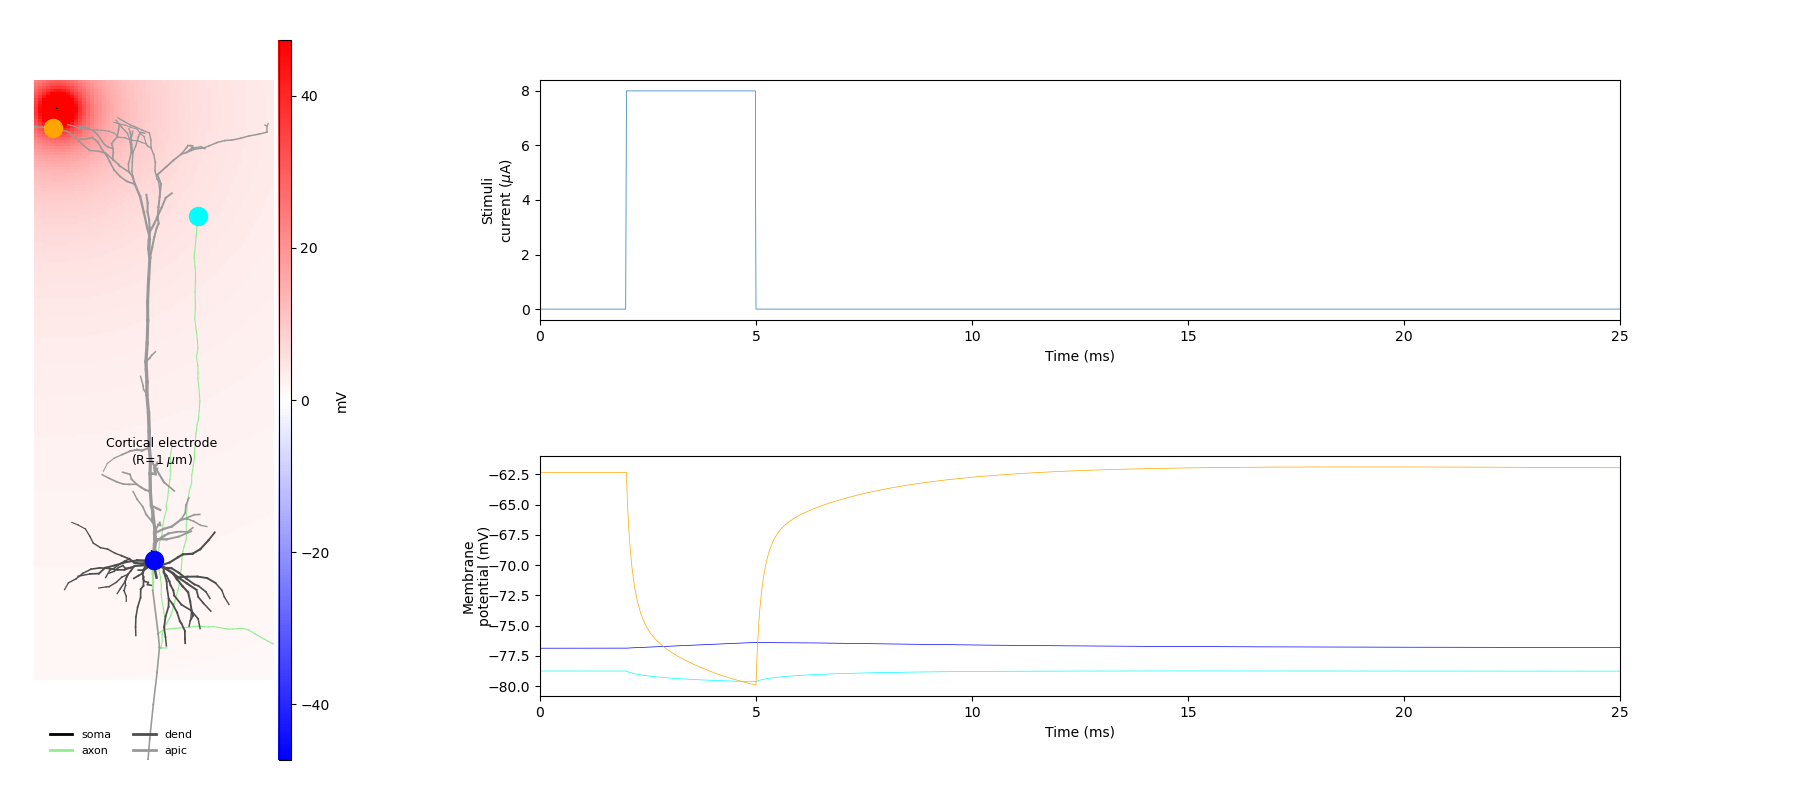 40
20
0
−20
−40
mV
Cortical electrode
(R=1 μm)
soma
axon
dend
apic
Stimuli
current (μA)
8
6
4
2
0
0 5 10 15 20 25
Time (ms)
Membrane
potential (mV)
−62.5
−65.0
−67.5
−70.0
−72.5
−75.0
−77.5
−80.0
0 5 10 15 20 25
Time (ms)